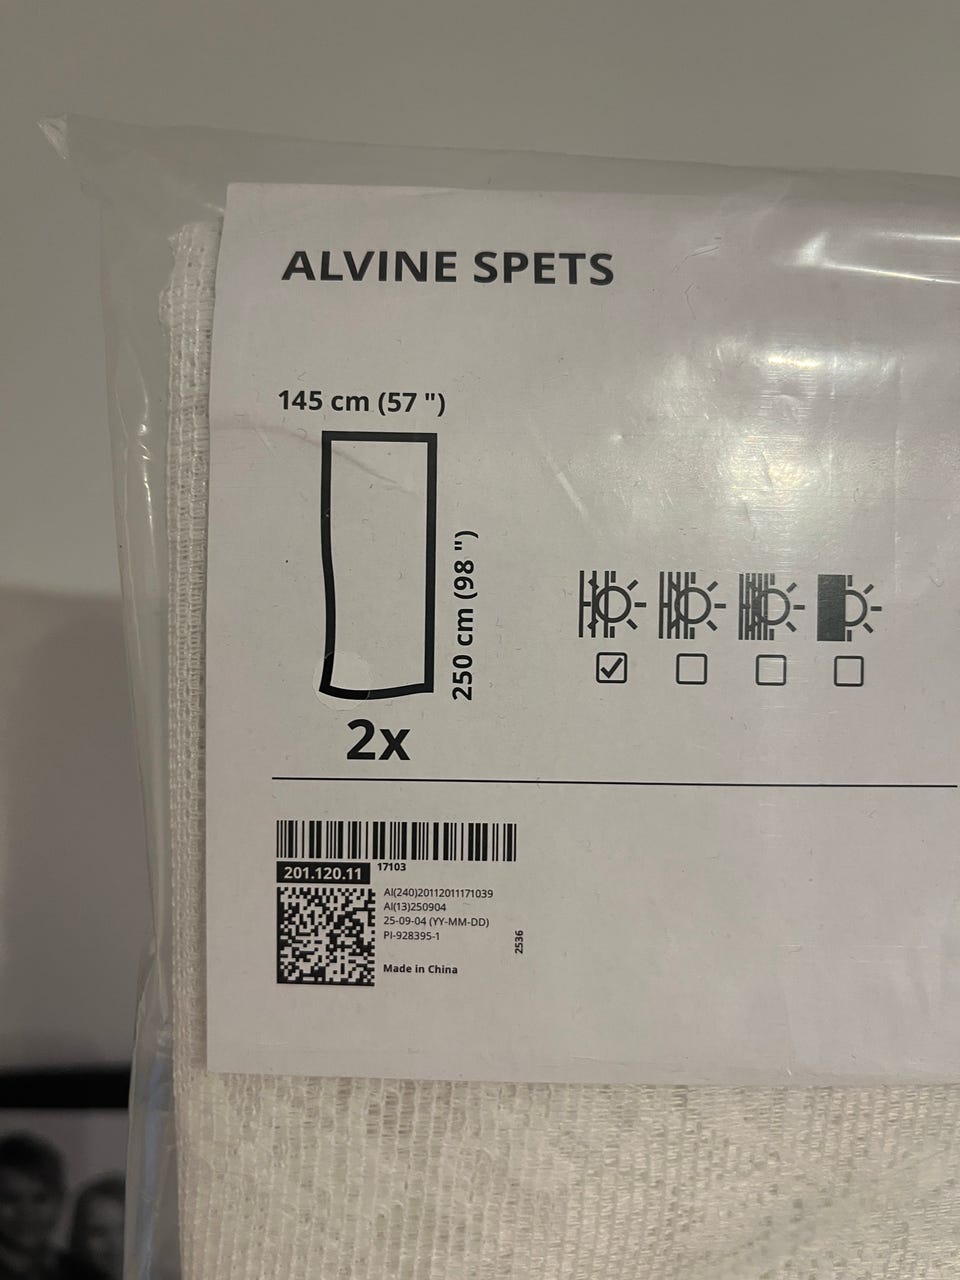 ALVINE SPETS
145 cm (57 ")
250 cm (98 ")
2x
17103
201.120.11
AI(240)20112011171039
AI(13)250904
25-09-04 (YY-MM-DD)
PI-928395-1
2536
Made in China